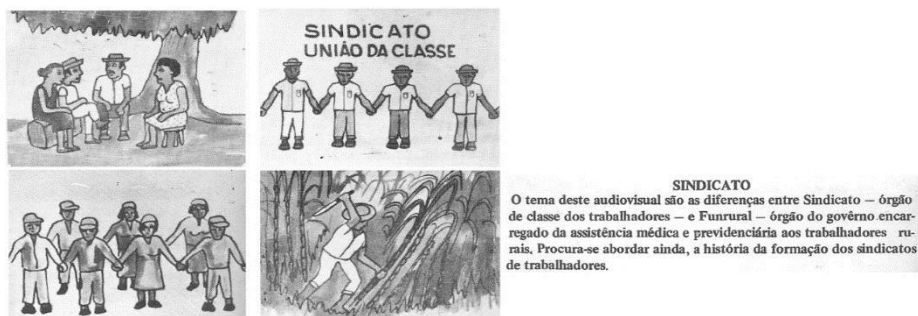 SINDICATO
UNIÃO DA CLASSE
SINDICATO
O tema deste audiovisual são as diferenças entre Sindicato — órgão
de classe dos trabalhadores — e Funrural — órgão do govêrno encar-
regado da assistência médica e previdenciária aos trabalhadores ru-
rais. Procura-se abordar ainda, a história da formação dos sindicatos
de trabalhadores.